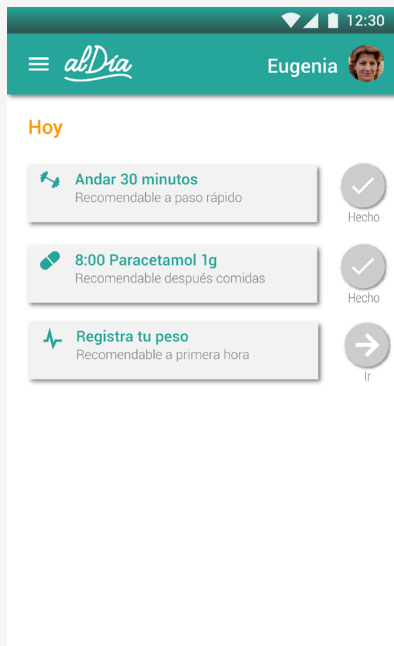 12:30
alDía
Eugenia
Hoy
Andar 30 minutos
Recomendable a paso rápido
Hecho
8:00 Paracetamol 1g
Recomendable después comidas
Hecho
Registra tu peso
Recomendable a primera hora
Ir